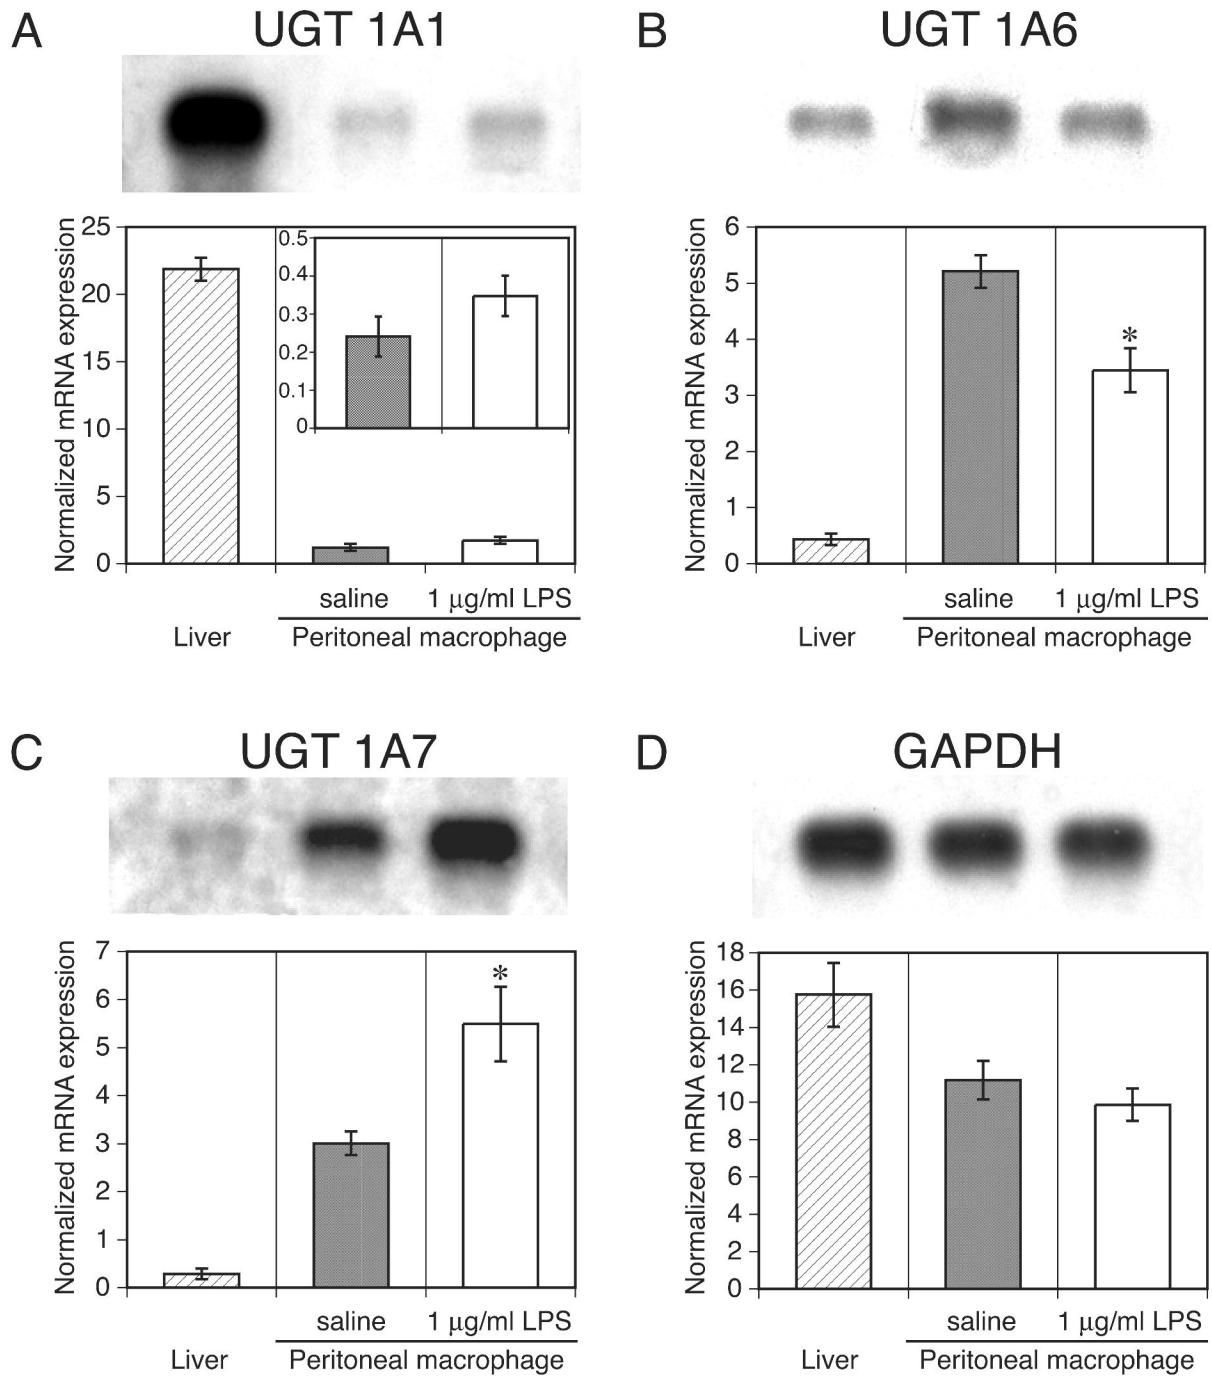 A
UGT 1A1
Normalized mRNA expression
25
20
15
10
5
0
0.5
0.4
0.3
0.2
0.1
0
saline
1 μg/ml LPS
Liver
Peritoneal macrophage
B
UGT 1A6
Normalized mRNA expression
6
5
4
3
2
1
0
*
saline
1 μg/ml LPS
Liver
Peritoneal macrophage
C
UGT 1A7
Normalized mRNA expression
7
6
5
4
3
2
1
0
*
saline
1 μg/ml LPS
Liver
Peritoneal macrophage
D
GAPDH
Normalized mRNA expression
18
16
14
12
10
8
6
4
2
0
saline
1 μg/ml LPS
Liver
Peritoneal macrophage